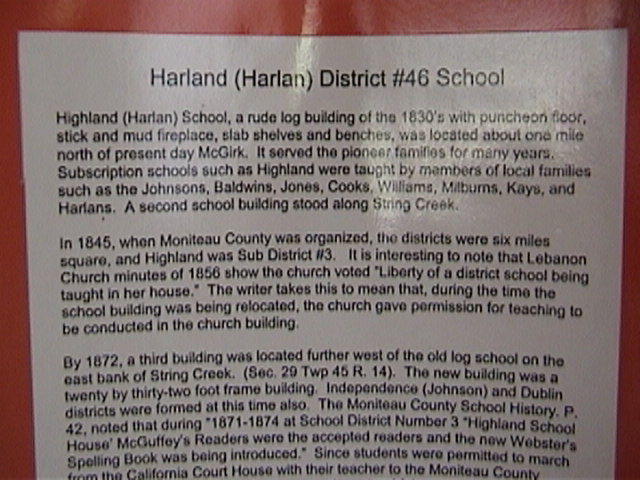 Harland (Harlan) District #46 School
Highland (Harlan) School, a rude log building of the 1830's with puncheon floor,
stick and mud fireplace, slab shelves and benches, was located about one mile
north of present day McGirk. It served the pioneer families for many years.
Subscription schools such as Highland were taught by members of local families
such as the Johnsons, Baldwins, Jones, Cooks, Williams, Milburns, Kays, and
Harlans. A second school building stood along String Creek.
In 1845, when Moniteau County was organized, the districts were six miles
square, and Highland was Sub District #3. It is interesting to note that Lebanon
Church minutes of 1856 show the church voted "Liberty of a district school being
taught in her house." The writer takes this to mean that, during the time the
school building was being relocated, the church gave permission for teaching to
be conducted in the church building.
By 1872, a third building was located further west of the old log school on the
east bank of String Creek. (Sec. 29 Twp 45 R. 14). The new building was a
twenty by thirty-two foot frame building. Independence (Johnson) and Dublin
districts were formed at this time also. The Moniteau County School History. P.
42, noted that during "1871-1874 at School District Number 3 "Highland School
House' McGuffey's Readers were the accepted readers and the new Webster's
Spelling Book was being introduced." Since students were permitted to march
from the California Court House with their teacher to the Moniteau County